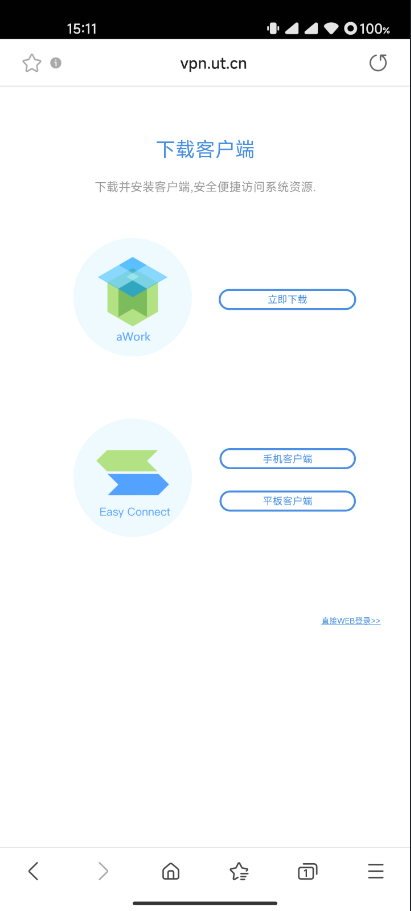 15:11
100%
vpn.ut.cn
下载客户端
下载并安装客户端,安全便捷访问系统资源.
立即下载
aWork
手机客户端
平板客户端
Easy Connect
直接WEB登录>>
1